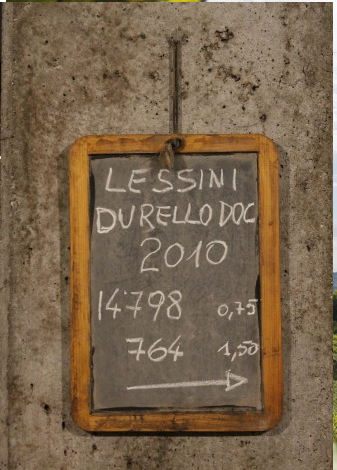 LESSINI
DURELLO DOC
2010
14798 0,75
764 1,50